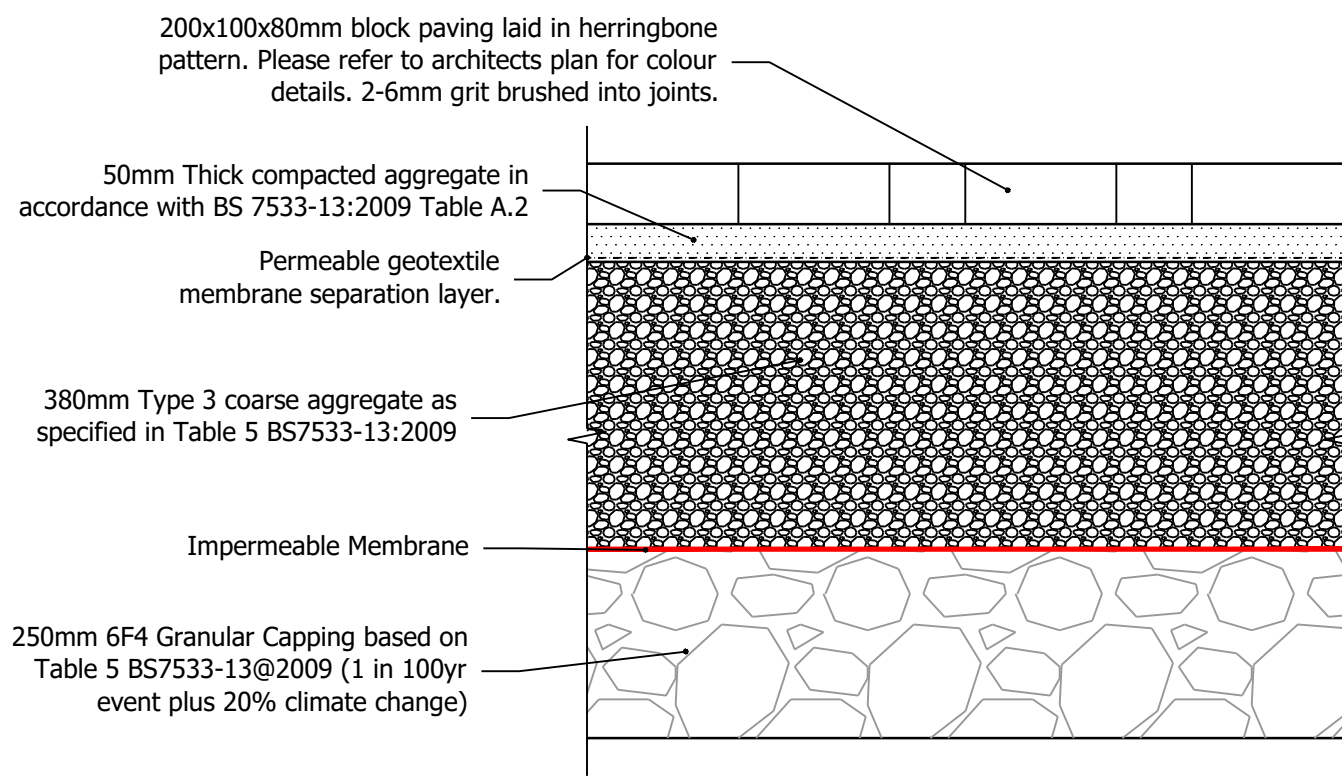 200x100x80mm block paving laid in herringbone
pattern. Please refer to architects plan for colour
details. 2-6mm grit brushed into joints.
50mm Thick compacted aggregate in
accordance with BS 7533-13:2009 Table A.2
Permeable geotextile
membrane separation layer.
380mm Type 3 coarse aggregate as
specified in Table 5 BS7533-13:2009
Impermeable Membrane
250mm 6F4 Granular Capping based on
Table 5 BS7533-13@2009 (1 in 100yr
event plus 20% climate change)